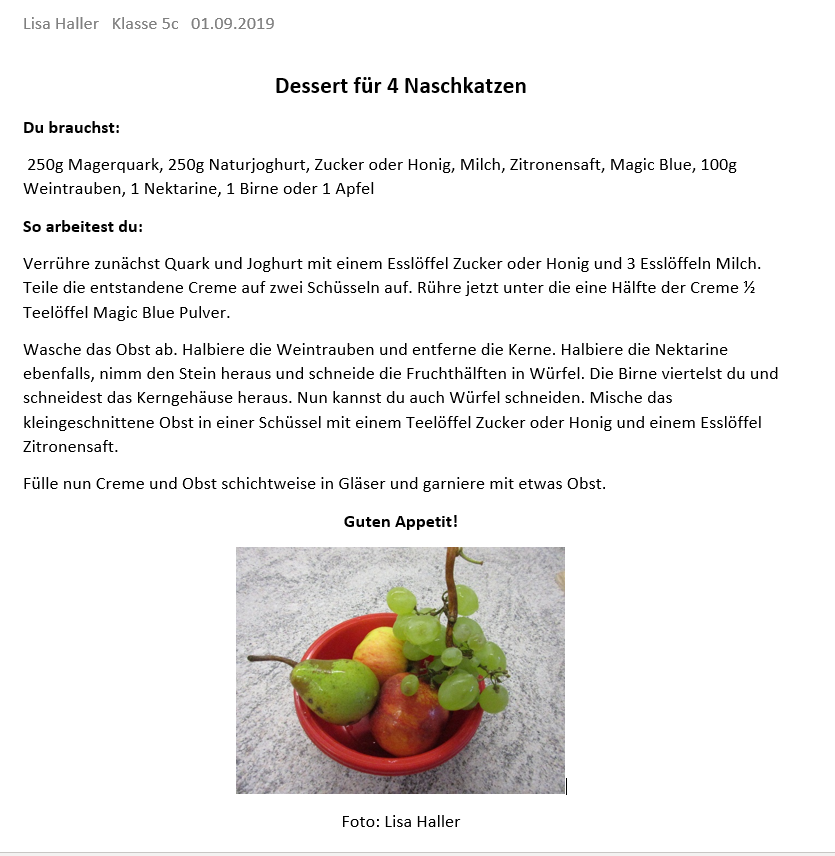 Lisa Haller   Klasse 5c   01.09.2019
Dessert für 4 Naschkatzen
Du brauchst:
250g Magerquark, 250g Naturjoghurt, Zucker oder Honig, Milch, Zitronensaft, Magic Blue, 100g
Weintrauben, 1 Nektarine, 1 Birne oder 1 Apfel
So arbeitest du:
Verrühre zunächst Quark und Joghurt mit einem Esslöffel Zucker oder Honig und 3 Esslöffeln Milch.
Teile die entstandene Creme auf zwei Schüsseln auf. Rühre jetzt unter die eine Hälfte der Creme ½
Teelöffel Magic Blue Pulver.
Wasche das Obst ab. Halbiere die Weintrauben und entferne die Kerne. Halbiere die Nektarine
ebenfalls, nimm den Stein heraus und schneide die Fruchthälften in Würfel. Die Birne viertelst du und
schneidest das Kerngehäuse heraus. Nun kannst du auch Würfel schneiden. Mische das
kleingeschnittene Obst in einer Schüssel mit einem Teelöffel Zucker oder Honig und einem Esslöffel
Zitronensaft.
Fülle nun Creme und Obst schichtweise in Gläser und garniere mit etwas Obst.
Guten Appetit!
Foto: Lisa Haller